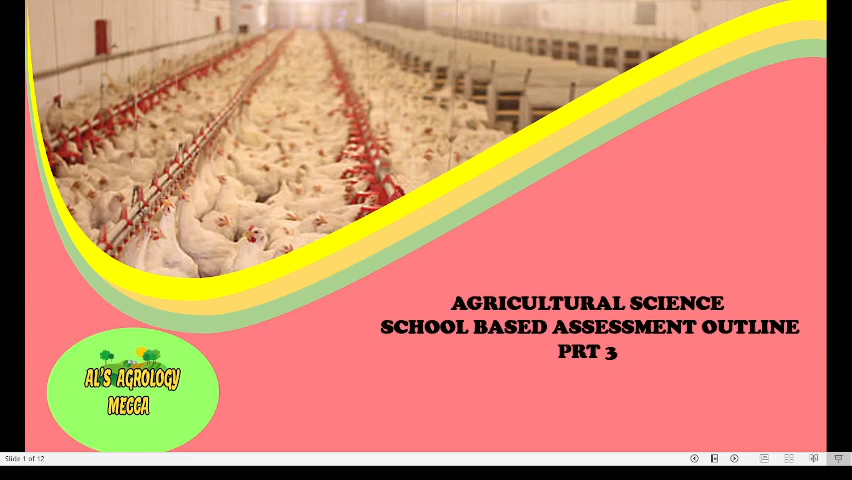 AGRICULTURAL SCIENCE
SCHOOL BASED ASSESSMENT OUTLINE
PRT 3
AL'S AGROLOGY
MECCA
Slide 1 of 12